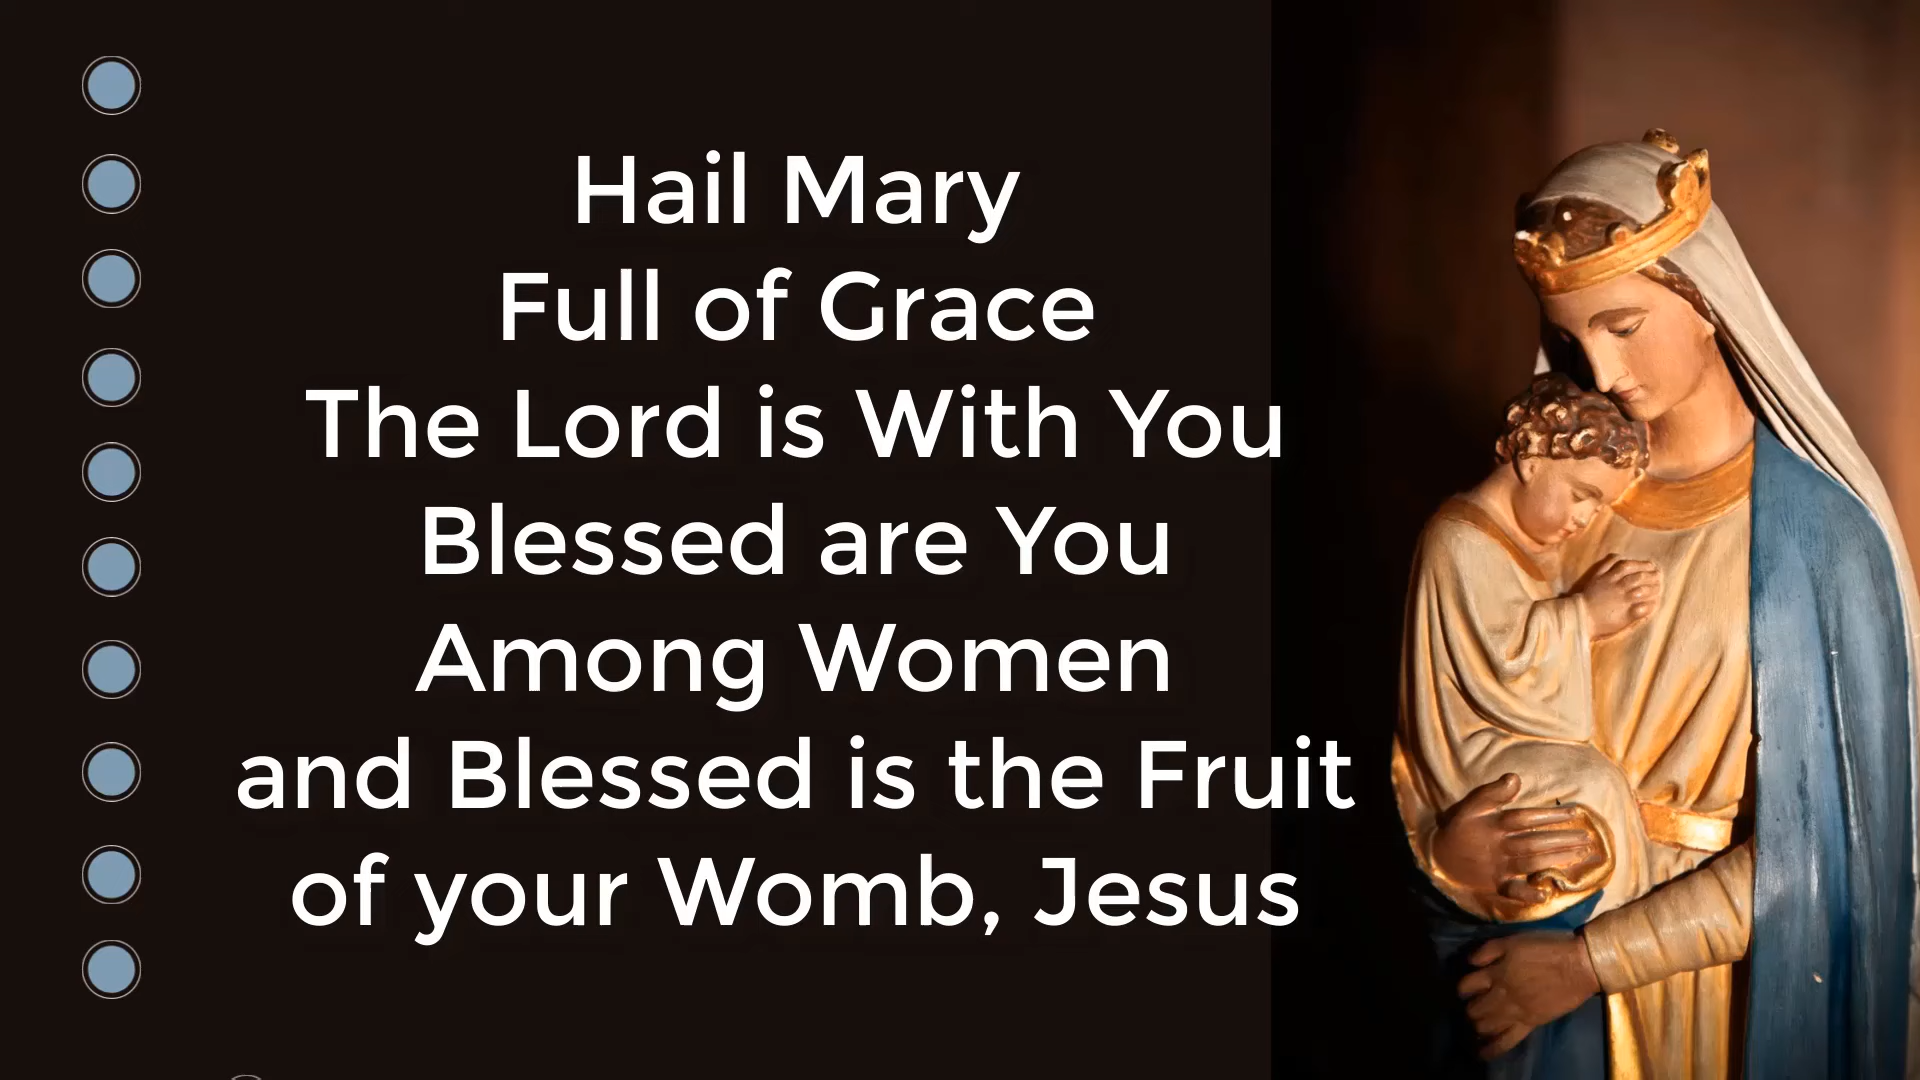 Hail Mary
Full of Grace
The Lord is With You
Blessed are You
Among Women
and Blessed is the Fruit
of your Womb, Jesus